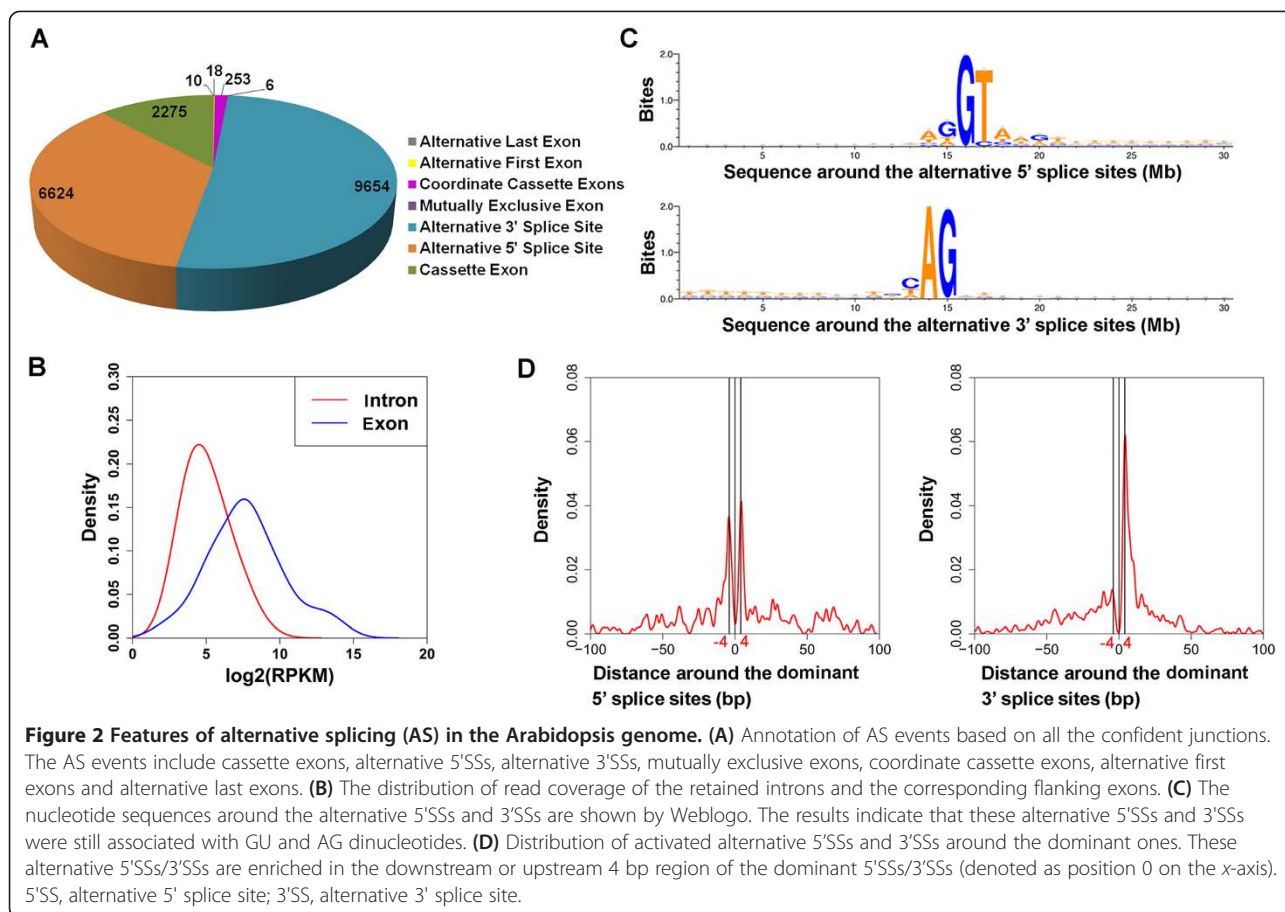 A
10
18
253
6
2275
6624
9654
Alternative Last Exon
Alternative First Exon
Coordinate Cassette Exons
Mutually Exclusive Exon
Alternative 3' Splice Site
Alternative 5' Splice Site
Cassette Exon
C
Bites
2.0
1.0
0.0
5
10
15
20
25
30
Sequence around the alternative 5' splice sites (Mb)
Bites
2.0
1.0
0.0
5
10
15
20
25
30
Sequence around the alternative 3' splice sites (Mb)
B
Density
0.30
0.25
0.20
0.15
0.10
0.05
0.00
Intron
Exon
0
5
10
15
20
log2(RPKM)
D
Density
0.08
0.06
0.04
0.02
0.00
−100
−50
-4
0
4
50
100
Distance around the dominant
5' splice sites (bp)
Density
0.08
0.06
0.04
0.02
0.00
−100
−50
-4
0
4
50
100
Distance around the dominant
3' splice sites (bp)
Figure 2 Features of alternative splicing (AS) in the Arabidopsis genome. (A) Annotation of AS events based on all the confident junctions.
The AS events include cassette exons, alternative 5'SSs, alternative 3'SSs, mutually exclusive exons, coordinate cassette exons, alternative first
exons and alternative last exons. (B) The distribution of read coverage of the retained introns and the corresponding flanking exons. (C) The
nucleotide sequences around the alternative 5'SSs and 3'SSs are shown by Weblogo. The results indicate that these alternative 5'SSs and 3'SSs
were still associated with GU and AG dinucleotides. (D) Distribution of activated alternative 5'SSs and 3'SSs around the dominant ones. These
alternative 5'SSs/3'SSs are enriched in the downstream or upstream 4 bp region of the dominant 5'SSs/3'SSs (denoted as position 0 on the x-axis).
5'SS, alternative 5' splice site; 3'SS, alternative 3' splice site.